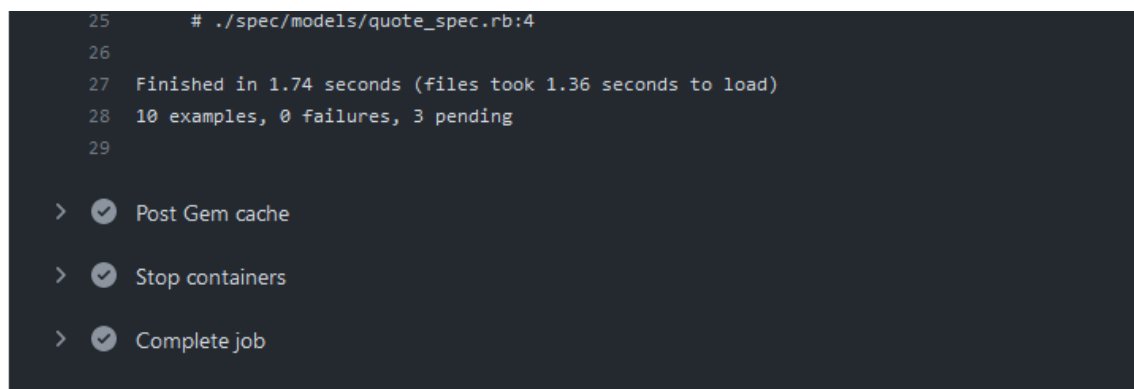 25 # ./spec/models/quote_spec.rb:4
26
27 Finished in 1.74 seconds (files took 1.36 seconds to load)
28 10 examples, 0 failures, 3 pending
29
Post Gem cache
Stop containers
Complete job